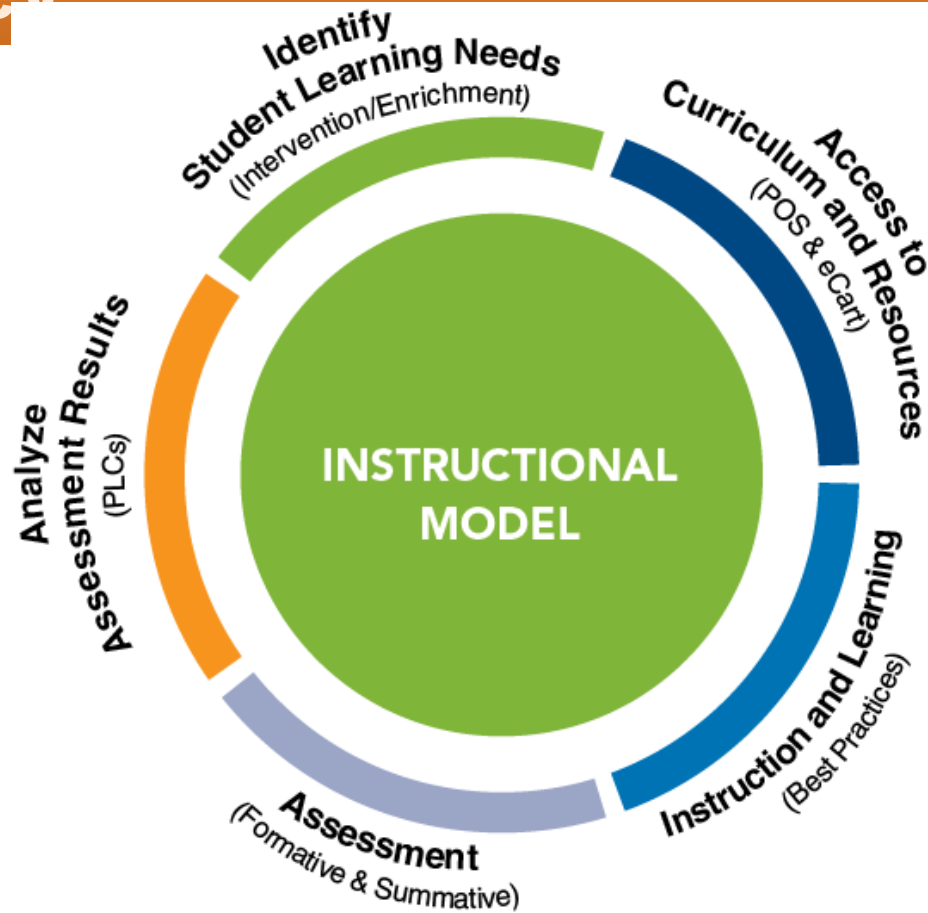 Identify
Student Learning Needs
(Intervention/Enrichment)
Access to
Curriculum and Resources
(POS & eCart)
Instruction and Learning
(Best Practices)
Assessment
(Formative & Summative)
Analyze
Assessment Results
(PLCs)
INSTRUCTIONAL
MODEL